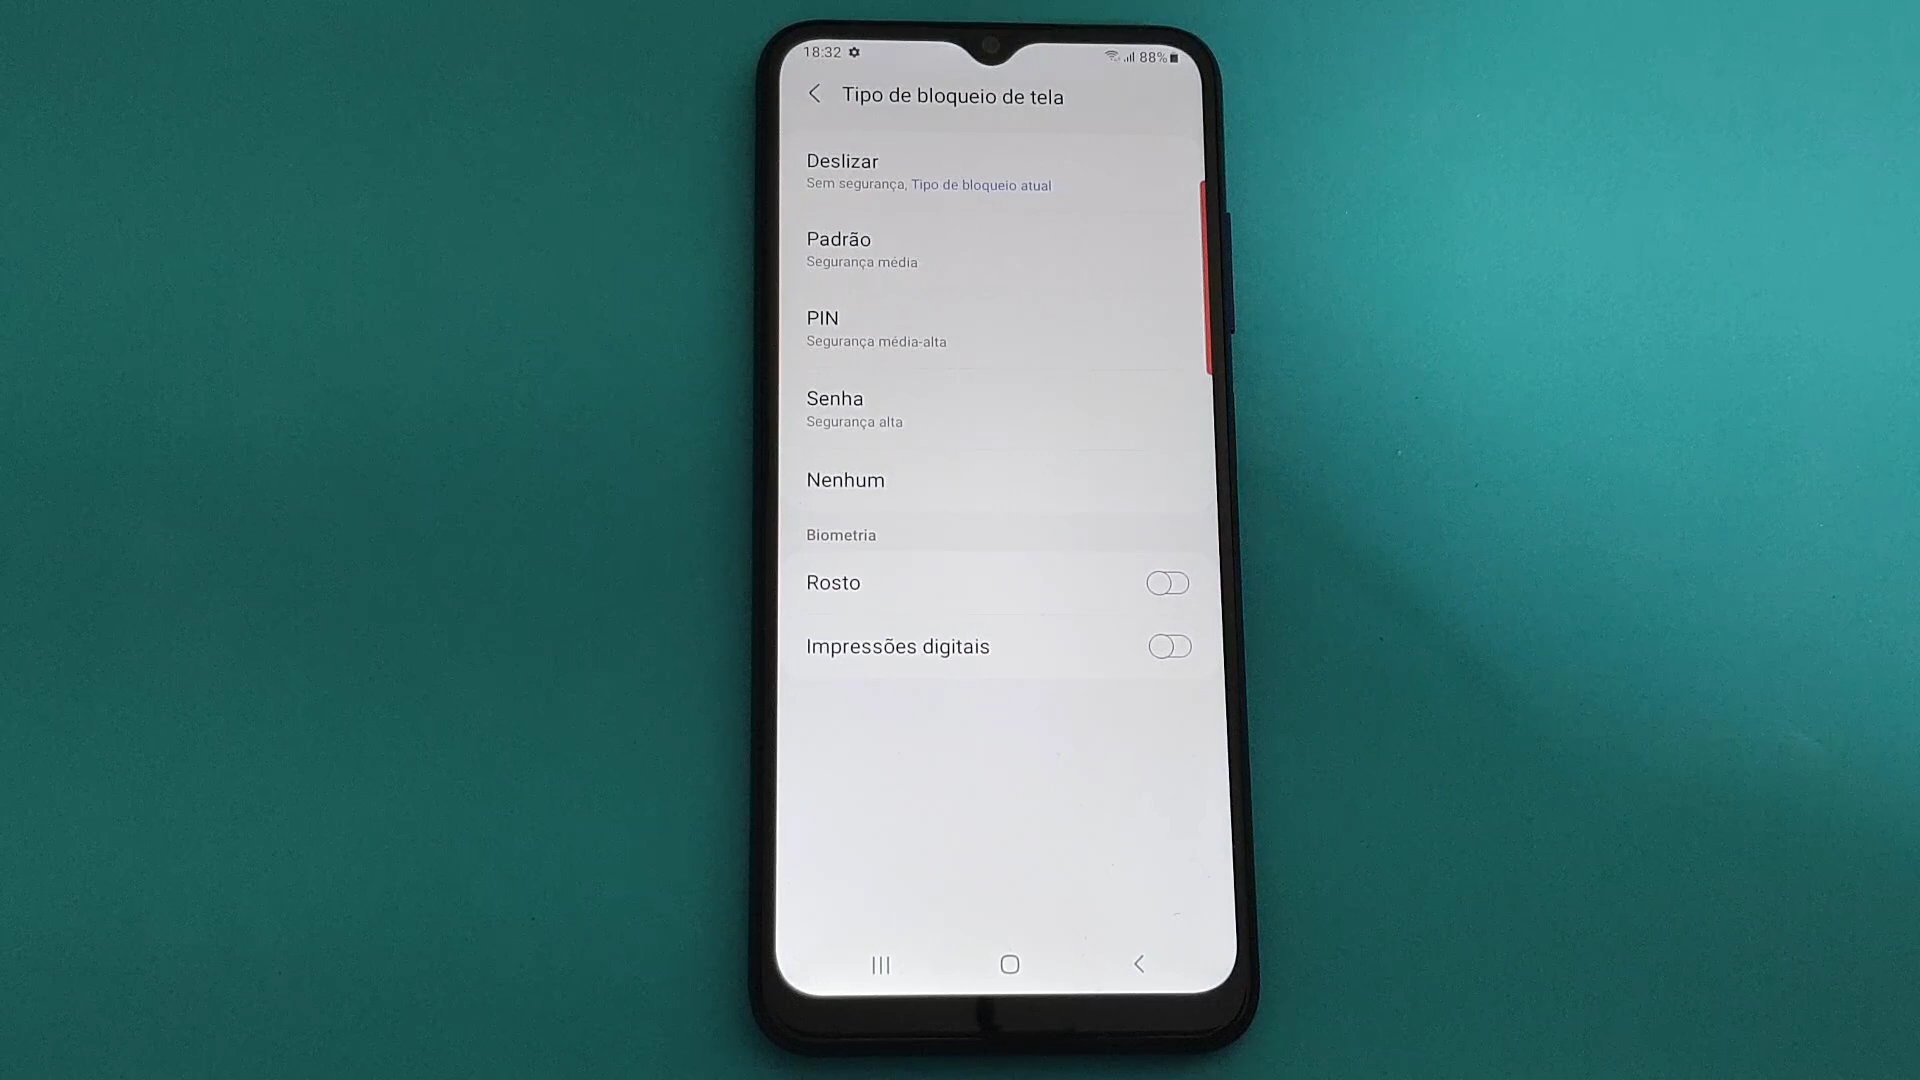 18:32 88%
Tipo de bloqueio de tela
Deslizar
Sem segurança, Tipo de bloqueio atual
Padrão
Segurança média
PIN
Segurança média-alta
Senha
Segurança alta
Nenhum
Biometria
Rosto
Impressões digitais